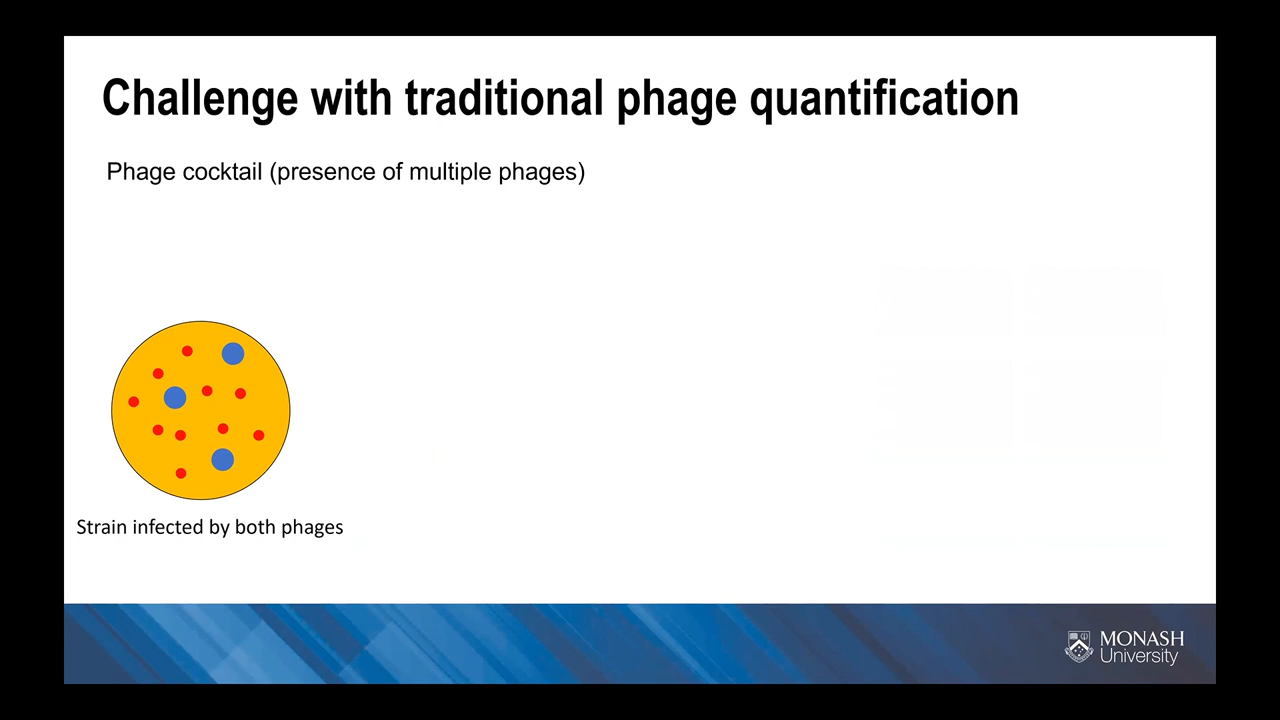 Challenge with traditional phage quantification
Phage cocktail (presence of multiple phages)
Strain infected by both phages
MONASH
University